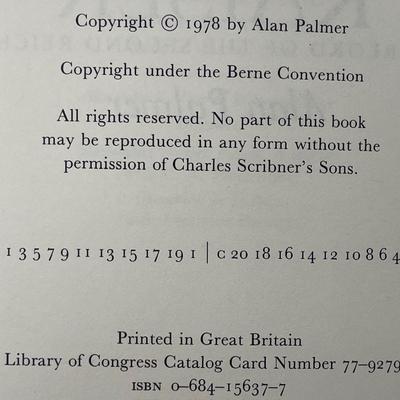 Copyright © 1978 by Alan Palmer
Copyright under the Berne Convention
All rights reserved. No part of this book
may be reproduced in any form without the
permission of Charles Scribner's Sons.
1 3 5 7 9 11 13 15 17 19 1 | C 20 18 16 14 12 10 8 6 4
Printed in Great Britain
Library of Congress Catalog Card Number 77-9279
ISBN 0-684-15637-7